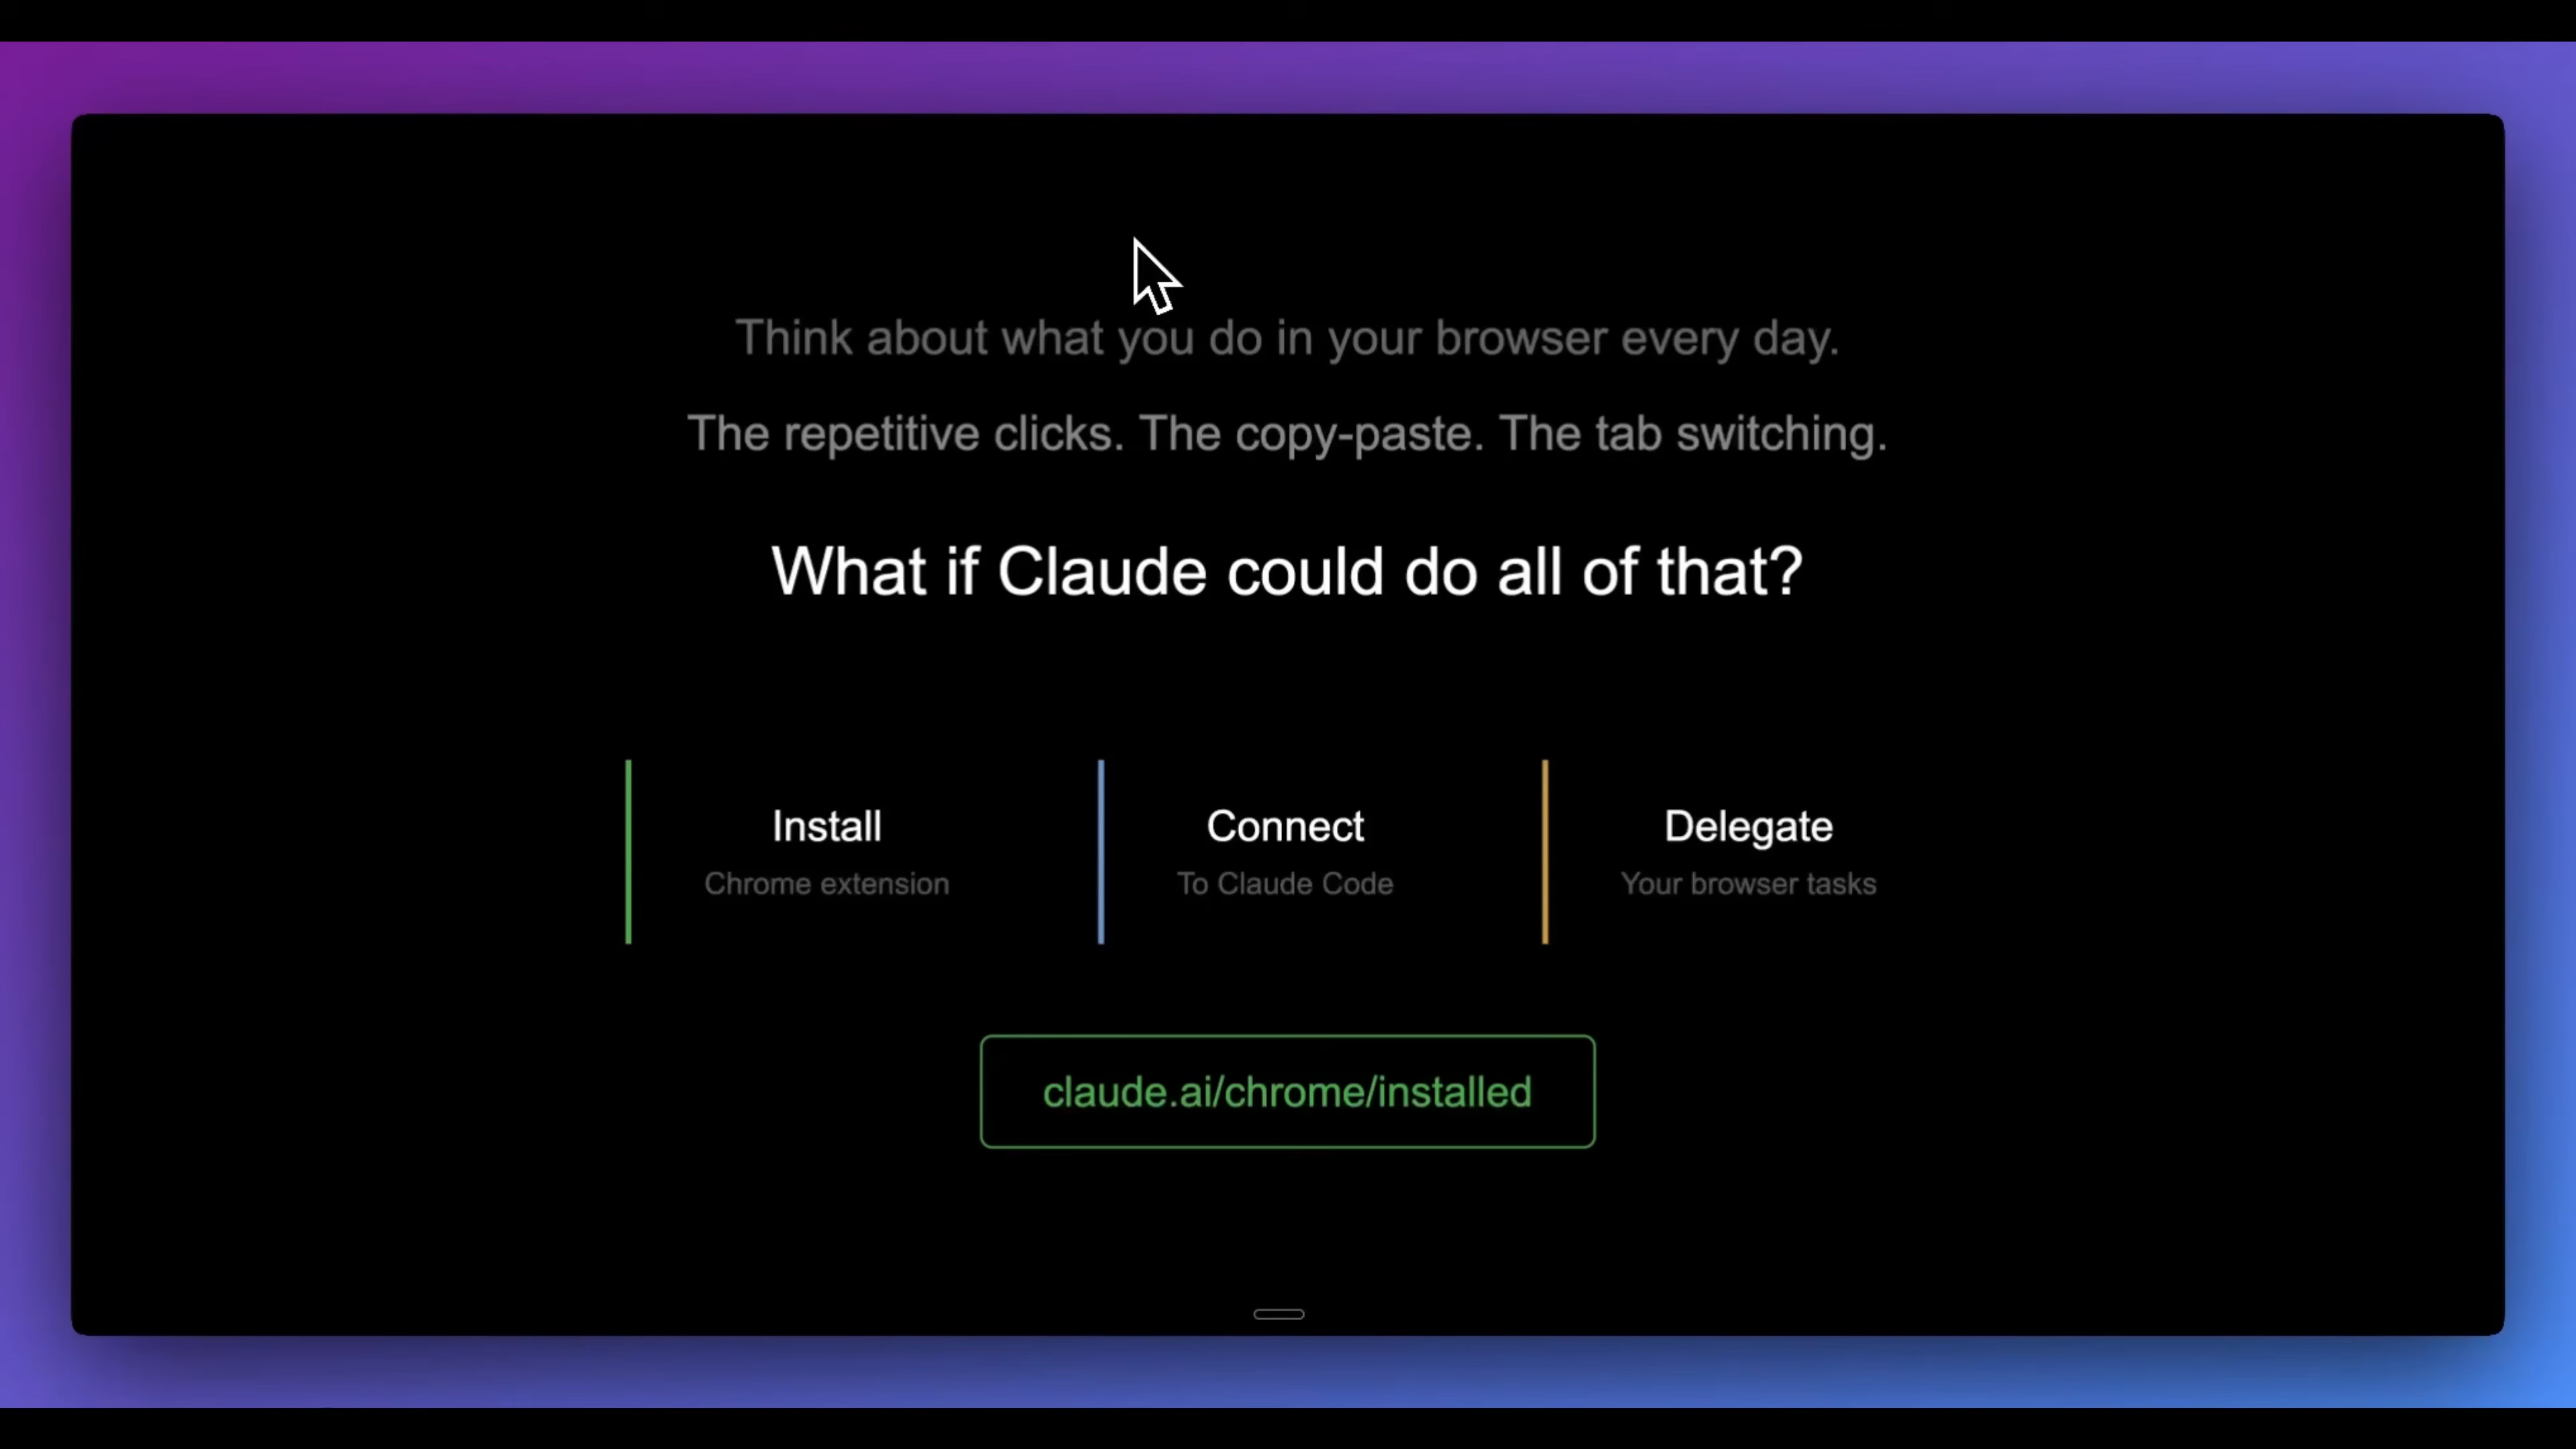 Think about what you do in your browser every day.
The repetitive clicks. The copy-paste. The tab switching.
What if Claude could do all of that?
Install
Chrome extension
Connect
To Claude Code
Delegate
Your browser tasks
claude.ai/chrome/installed